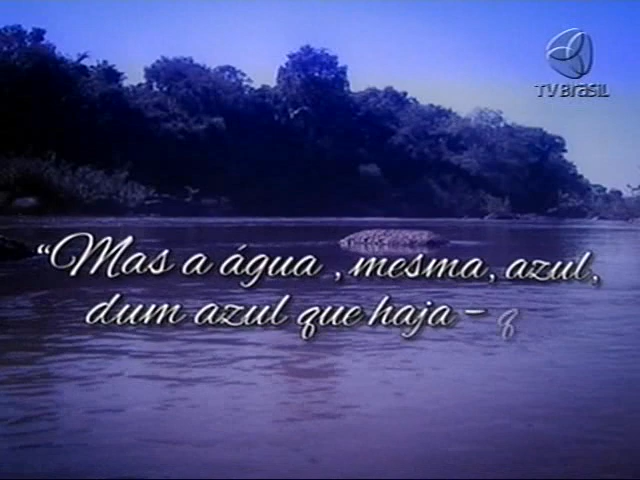 TV BRASIL
“Mas a água , mesma, azul,
dum azul que haja – q